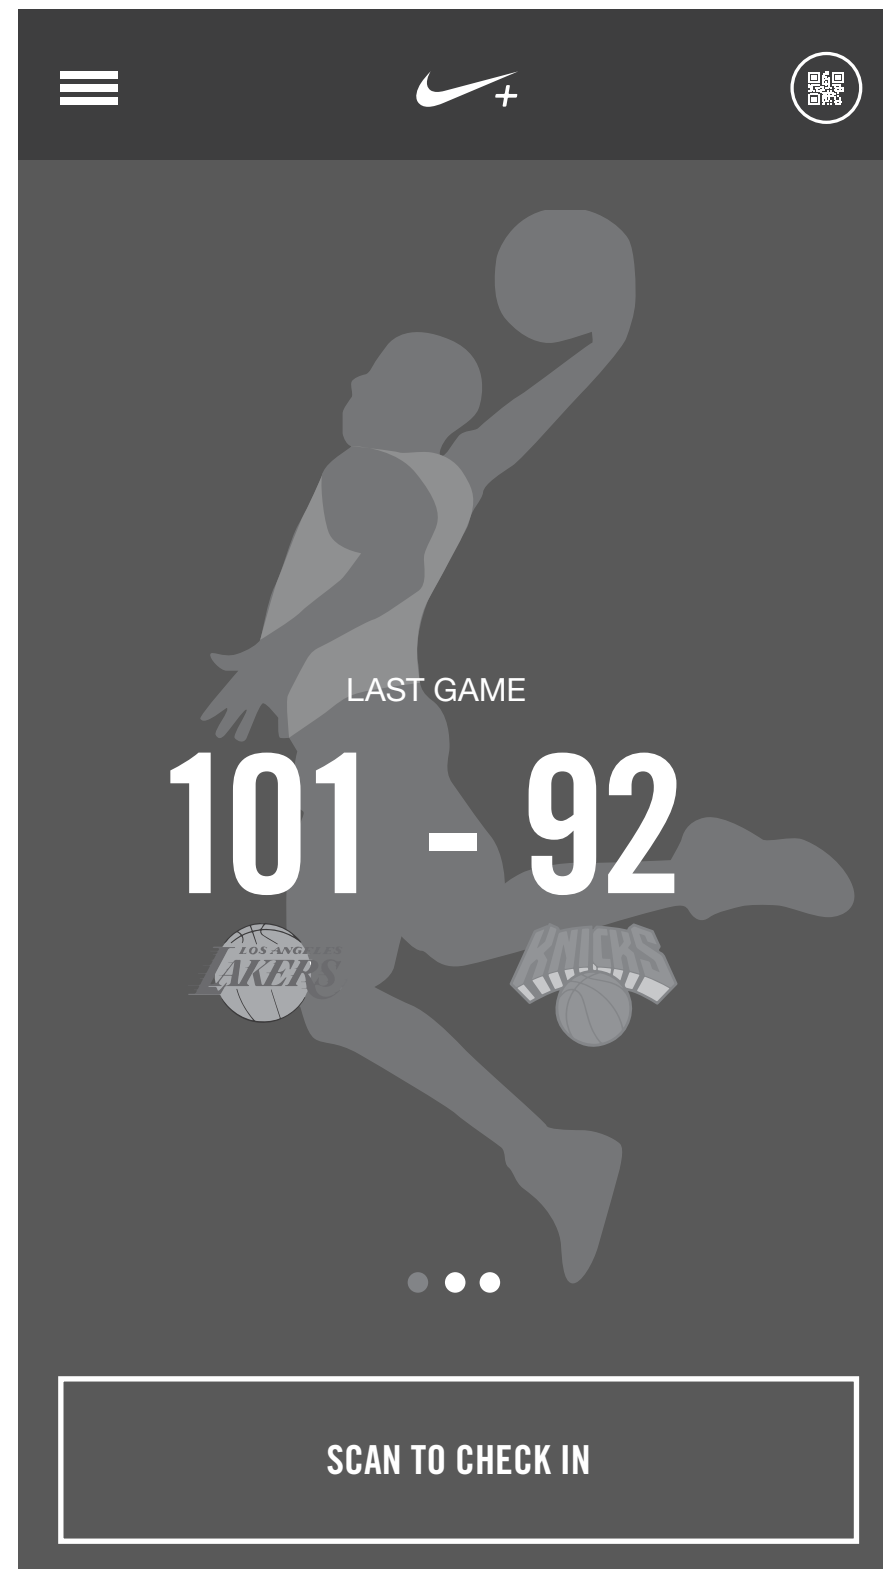 LAST GAME
101 - 92
LOS ANGELES
LAKERS
KNICKS
SCAN TO CHECK IN